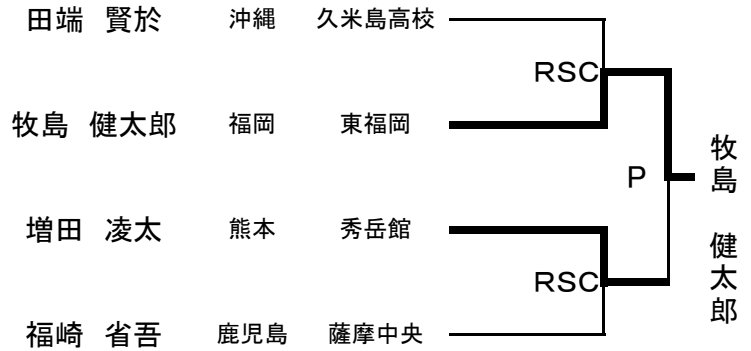 田端 賢於 沖縄 久米島高校
RSC
牧島 健太郎 福岡 東福岡
P
牧島 健太郎
増田 凌太 熊本 秀岳館
RSC
福崎 省吾 鹿児島 薩摩中央